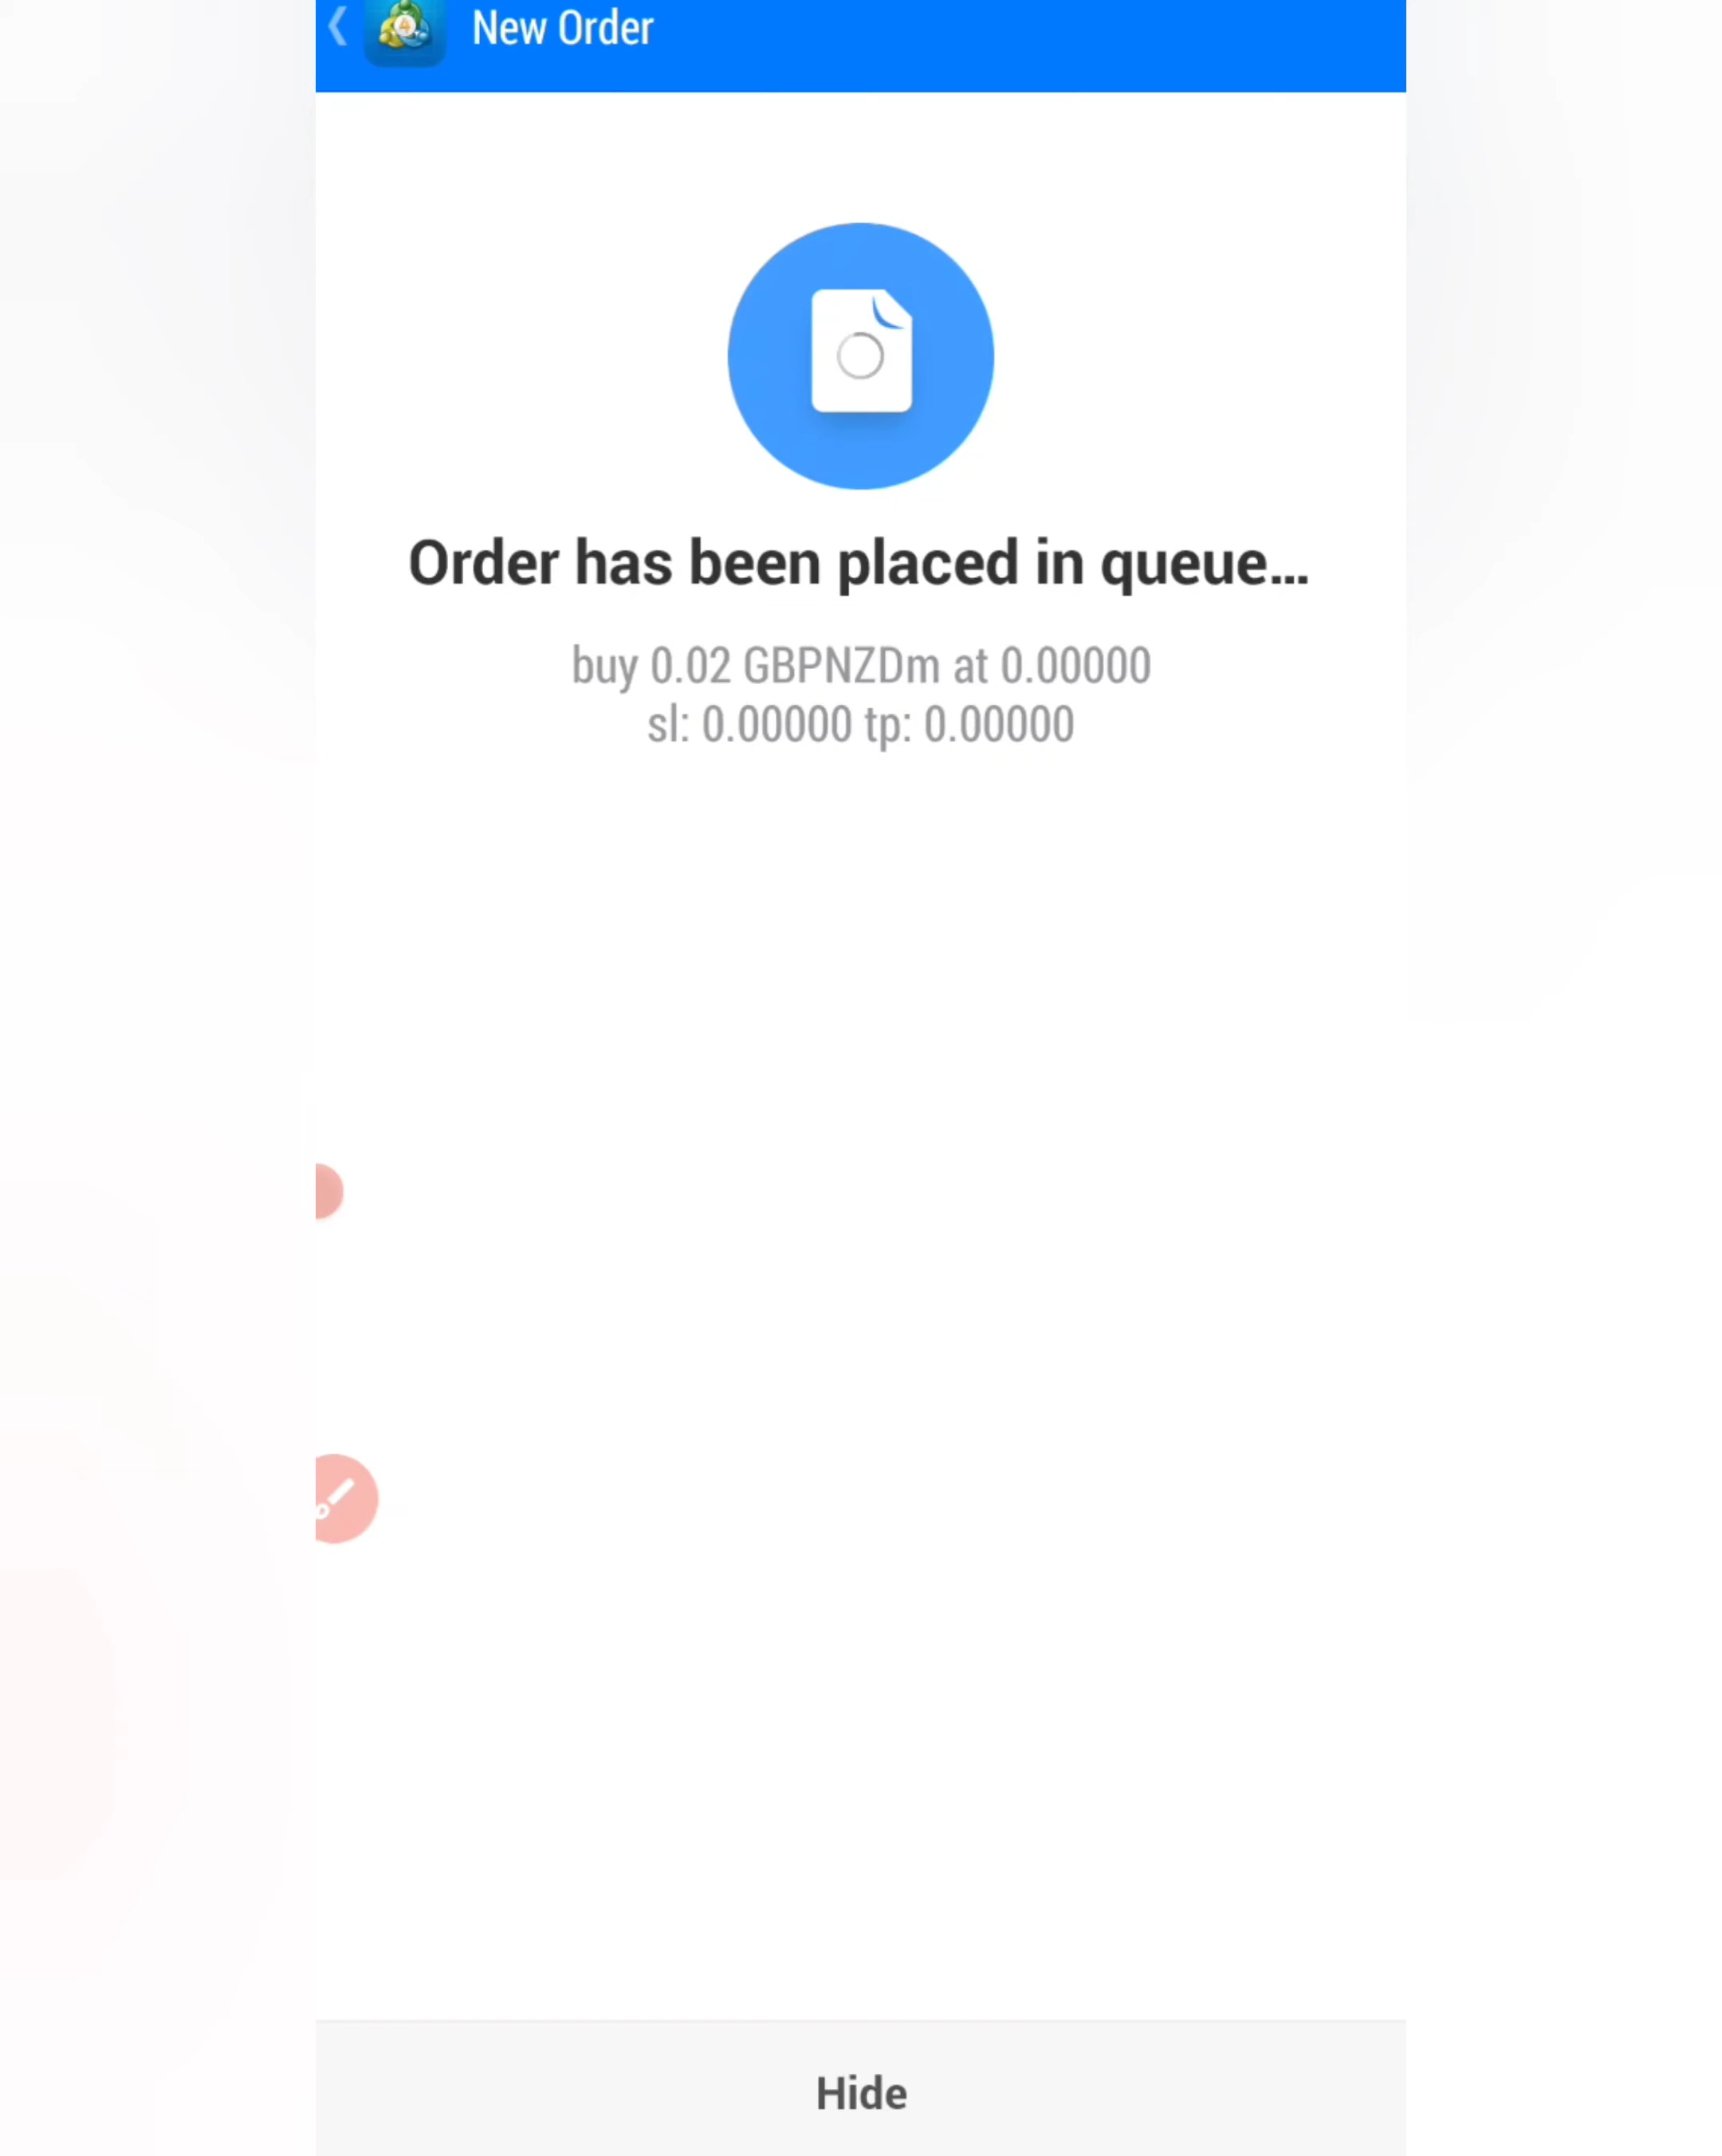 New Order
Order has been placed in queue...
buy 0.02 GBPNZDm at 0.00000
sl: 0.00000 tp: 0.00000
Hide